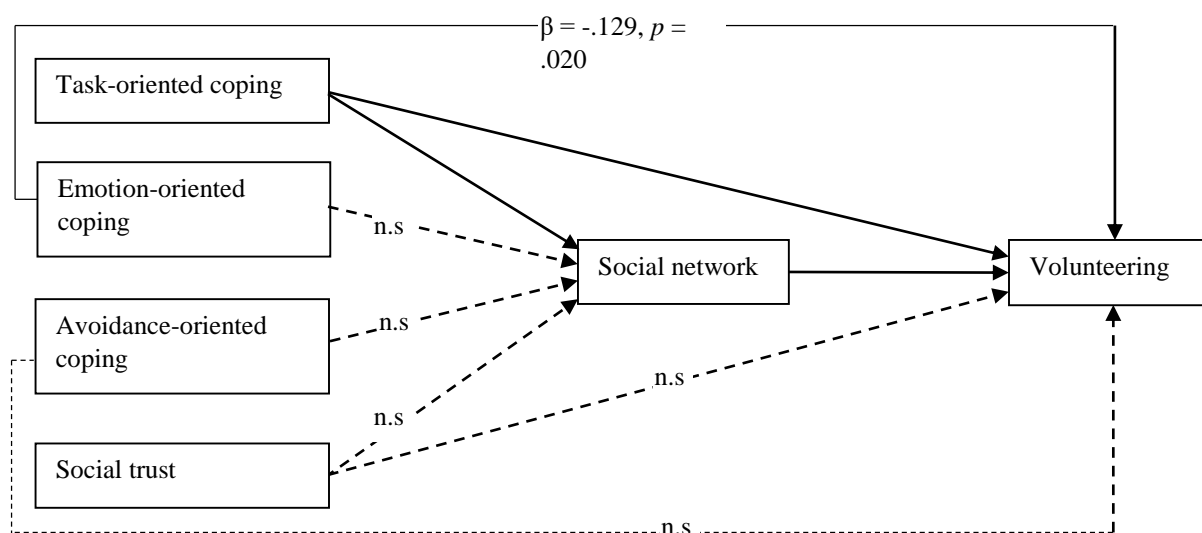 β = -.129, p =
.020
Task-oriented coping
Emotion-oriented
coping
n.s
Social network
Volunteering
Avoidance-oriented
coping
n.s
n.s
n.s
Social trust
n.s